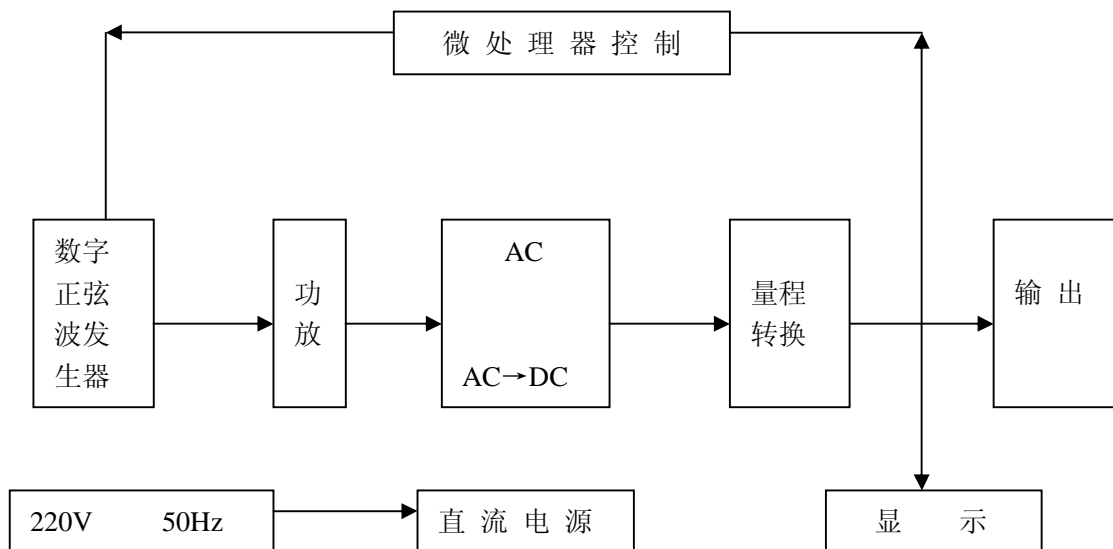 微 处 理 器 控 制
数字
正弦
波发
生器
功
放
AC
AC→DC
量程
转换
输 出
220V 50Hz
直 流 电 源
显 示